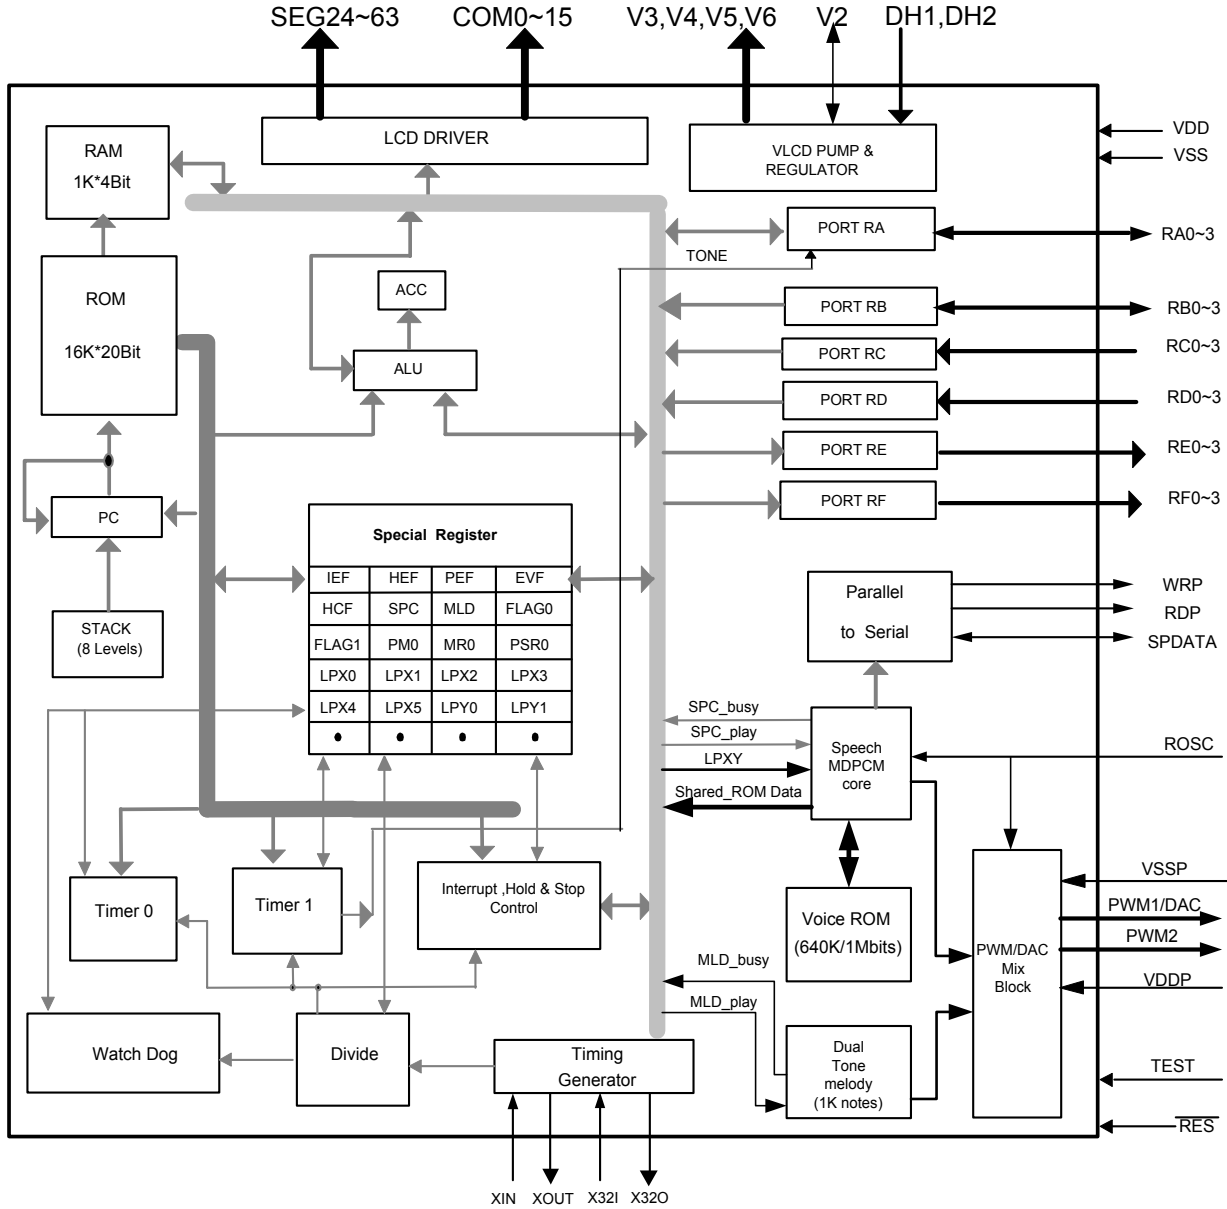 SEG24~63
COM0~15
V3,V4,V5,V6
V2
DH1,DH2
LCD DRIVER
VLCD PUMP &
REGULATOR
RAM
1K*4Bit
VDD
VSS
PORT RA
RA0~3
TONE
ROM
16K*20Bit
ACC
ALU
PORT RB
RB0~3
PORT RC
RC0~3
PORT RD
RD0~3
PORT RE
RE0~3
PORT RF
RF0~3
PC
STACK
(8 Levels)
Special Register
IEF HEF PEF EVF
HCF SPC MLD FLAG0
FLAG1 PM0 MR0 PSR0
LPX0 LPX1 LPX2 LPX3
LPX4 LPX5 LPY0 LPY1
Parallel
to Serial
WRP
RDP
SPDATA
SPC_busy
SPC_play
LPXY
Shared_ROM Data
Speech
MDPCM
core
ROSC
Timer 0
Timer 1
Interrupt ,Hold & Stop
Control
Voice ROM
(640K/1Mbits)
PWM/DAC
Mix
Block
VSSP
PWM1/DAC
PWM2
VDDP
MLD_busy
MLD_play
Watch Dog
Divide
Timing
Generator
Dual
Tone
melody
(1K notes)
TEST
RES
XIN
XOUT
X32I
X32O